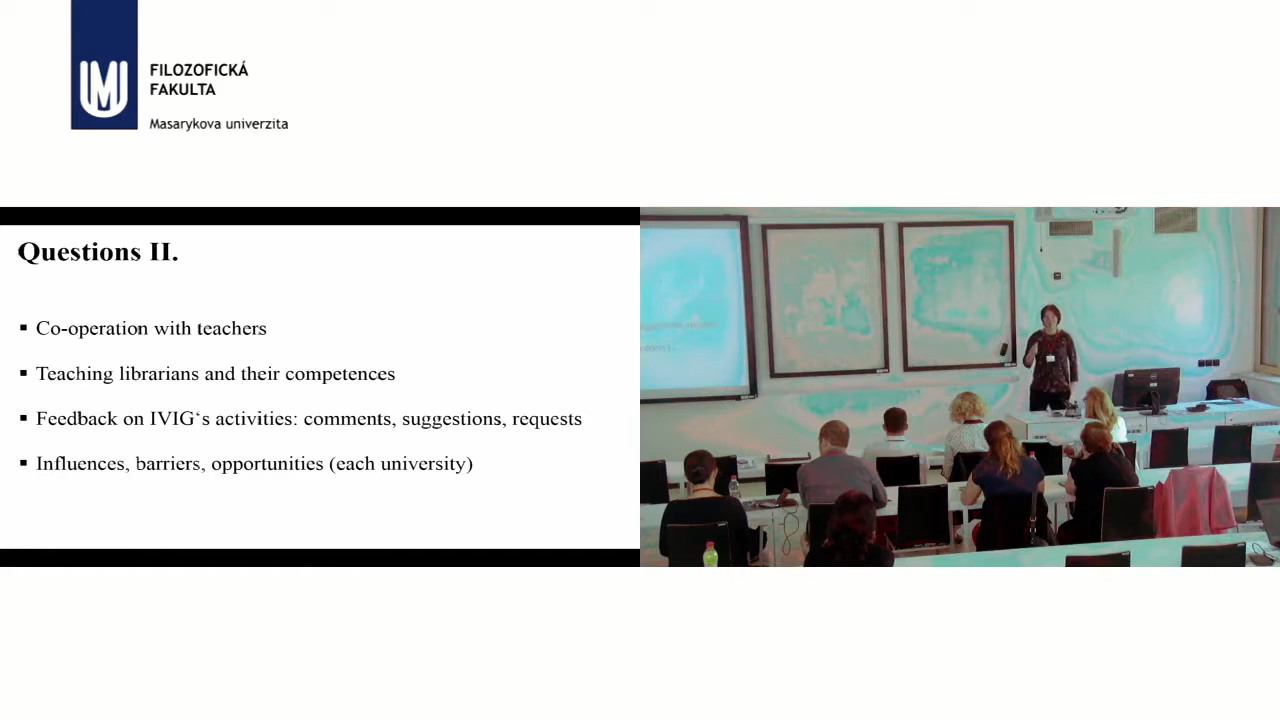 FILOZOFICKÁ
FAKULTA
Masarykova univerzita
Questions II.
▪ Co-operation with teachers
▪ Teaching librarians and their competences
▪ Feedback on IVIG‘s activities: comments, suggestions, requests
▪ Influences, barriers, opportunities (each university)